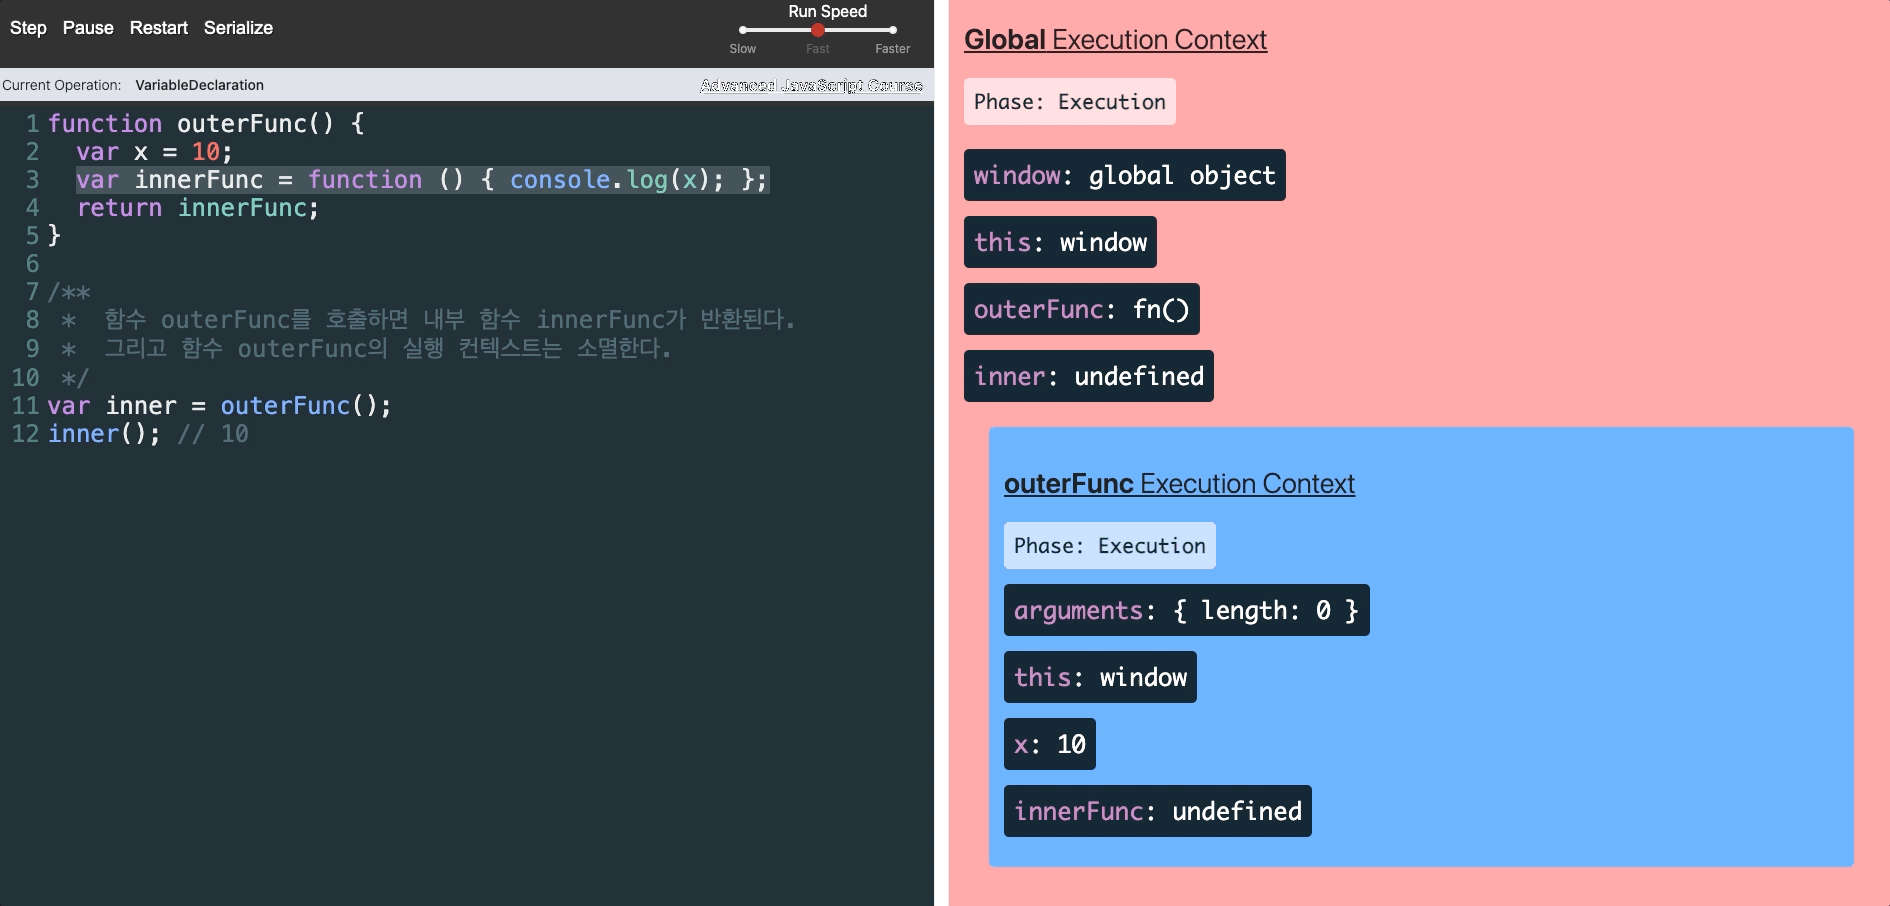 Step Pause Restart Serialize
Run Speed
Slow Fast Faster
Current Operation: VariableDeclaration
Advanced JavaScript Course
1 function outerFunc() {
2   var x = 10;
3   var innerFunc = function () { console.log(x); };
4   return innerFunc;
5 }
6
7 /**
8  *  함수 outerFunc를 호출하면 내부 함수 innerFunc가 반환된다.
9  *  그리고 함수 outerFunc의 실행 컨텍스트는 소멸한다.
10  */
11 var inner = outerFunc();
12 inner(); // 10
Global Execution Context
Phase: Execution
window: global object
this: window
outerFunc: fn()
inner: undefined
outerFunc Execution Context
Phase: Execution
arguments: { length: 0 }
this: window
x: 10
innerFunc: undefined